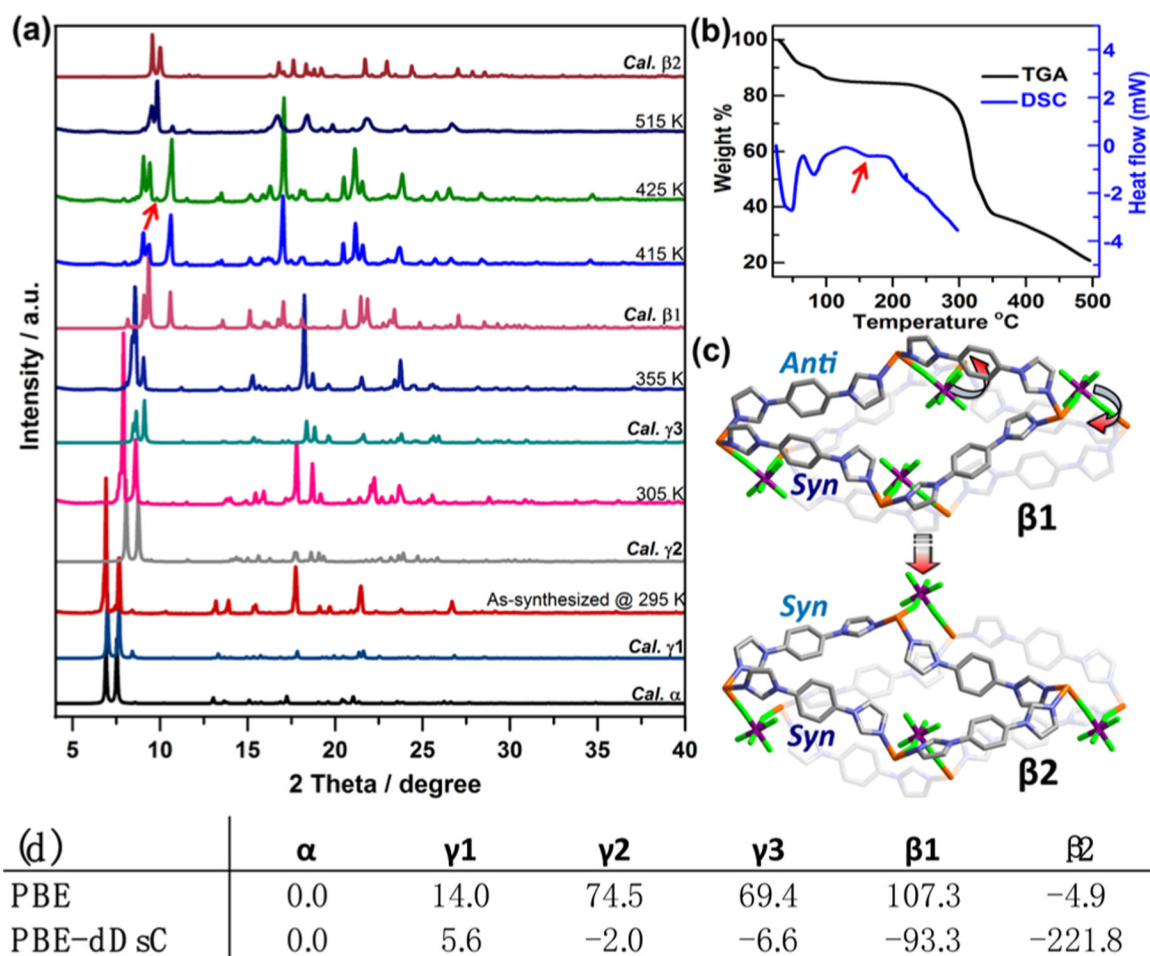 (a)
Cal. β2
515 K
425 K
415 K
Cal. β1
355 K
Cal. γ3
305 K
Cal. γ2
As-synthesized @ 295 K
Cal. γ1
Cal. α
Intensity / a.u.
5 10 15 20 25 30 35 40
2 Theta / degree
(b)
100
80
60
40
20
Weight %
TGA
DSC
4
2
0
-2
-4
Heat flow (mW)
100 200 300 400 500
Temperature °C
(c)
Anti
Syn
β1
Syn
Syn
β2
(d) α γ1 γ2 γ3 β1 β2
PBE 0.0 14.0 74.5 69.4 107.3 −4.9
PBE-dDsC 0.0 5.6 −2.0 −6.6 −93.3 −221.8